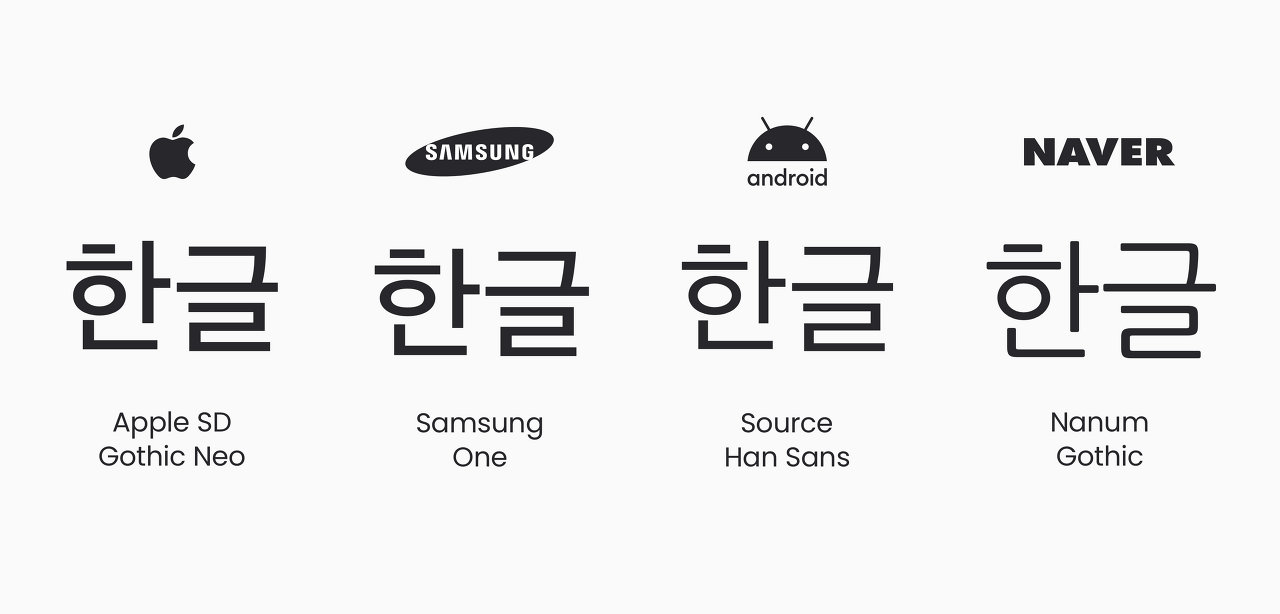 SAMSUNG
android
NAVER
한글
한글
한글
한글
Apple SD
Gothic Neo
Samsung
One
Source
Han Sans
Nanum
Gothic